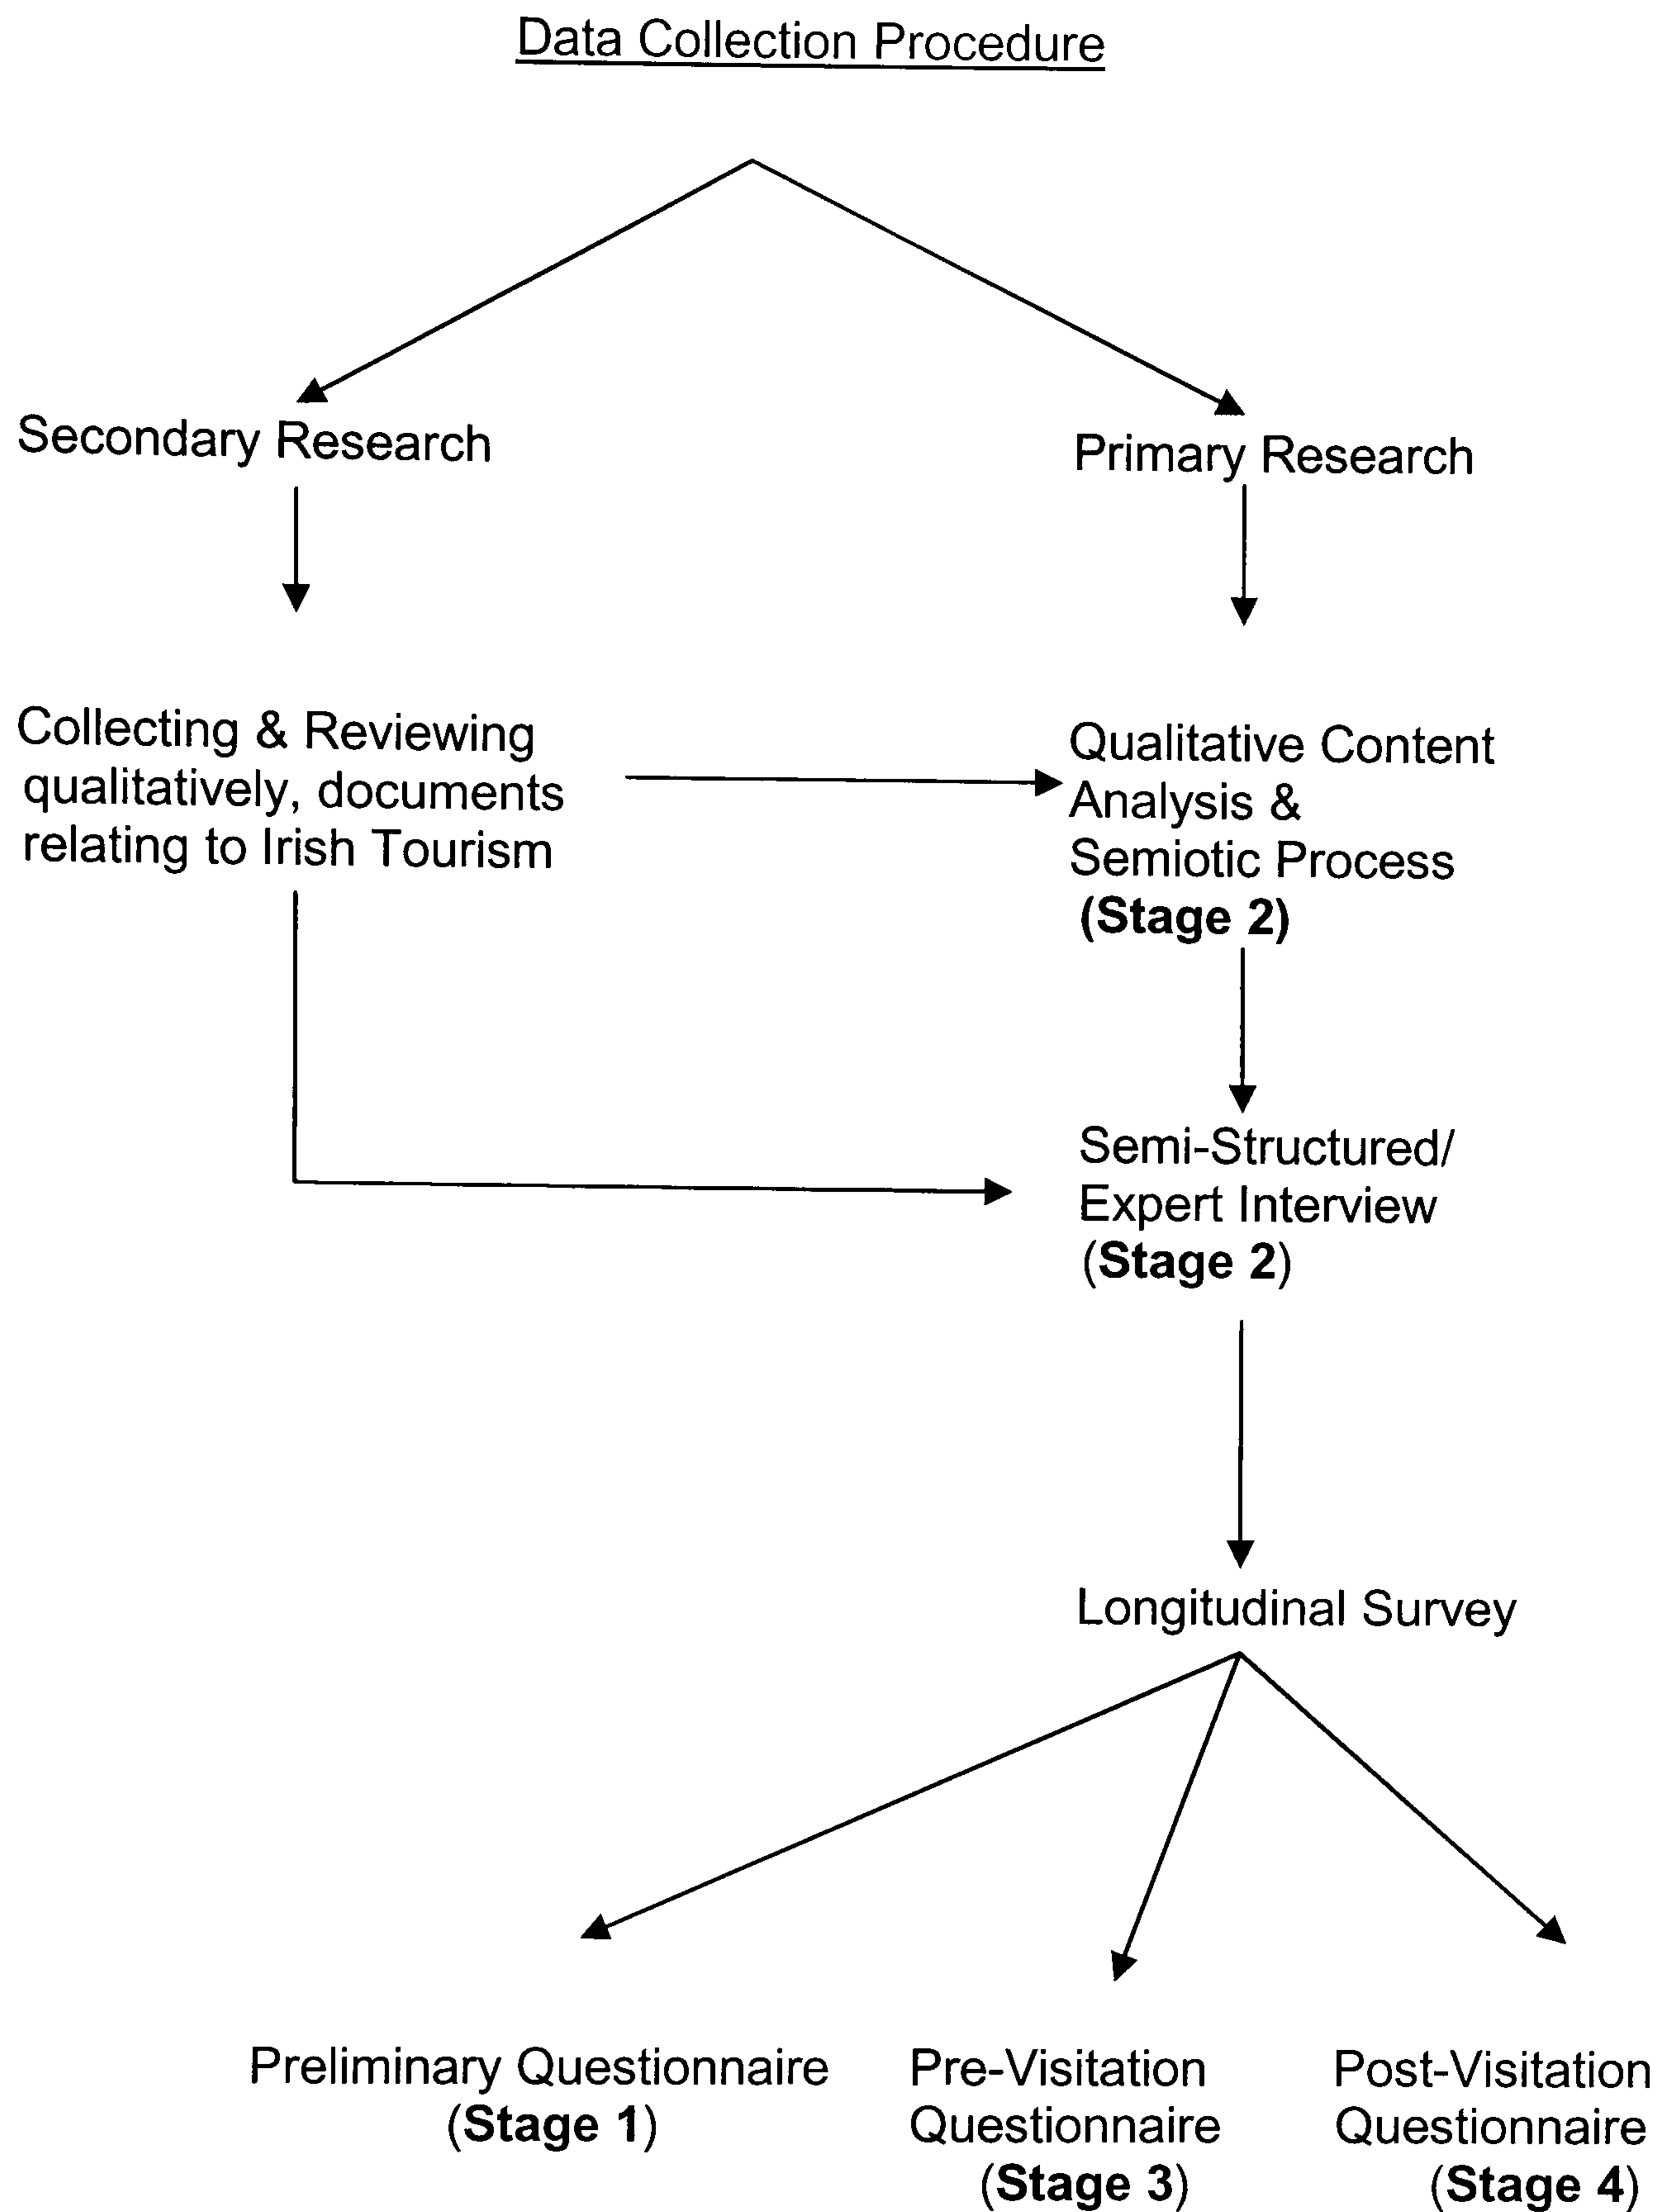 Data Collection Procedure
Secondary Research
Primary Research
Collecting & Reviewing
qualitatively, documents
relating to Irish Tourism
Qualitative Content
Analysis &
Semiotic Process
(Stage 2)
Semi-Structured/
Expert Interview
(Stage 2)
Longitudinal Survey
Preliminary Questionnaire
(Stage 1)
Pre-Visitation
Questionnaire
(Stage 3)
Post-Visitation
Questionnaire
(Stage 4)